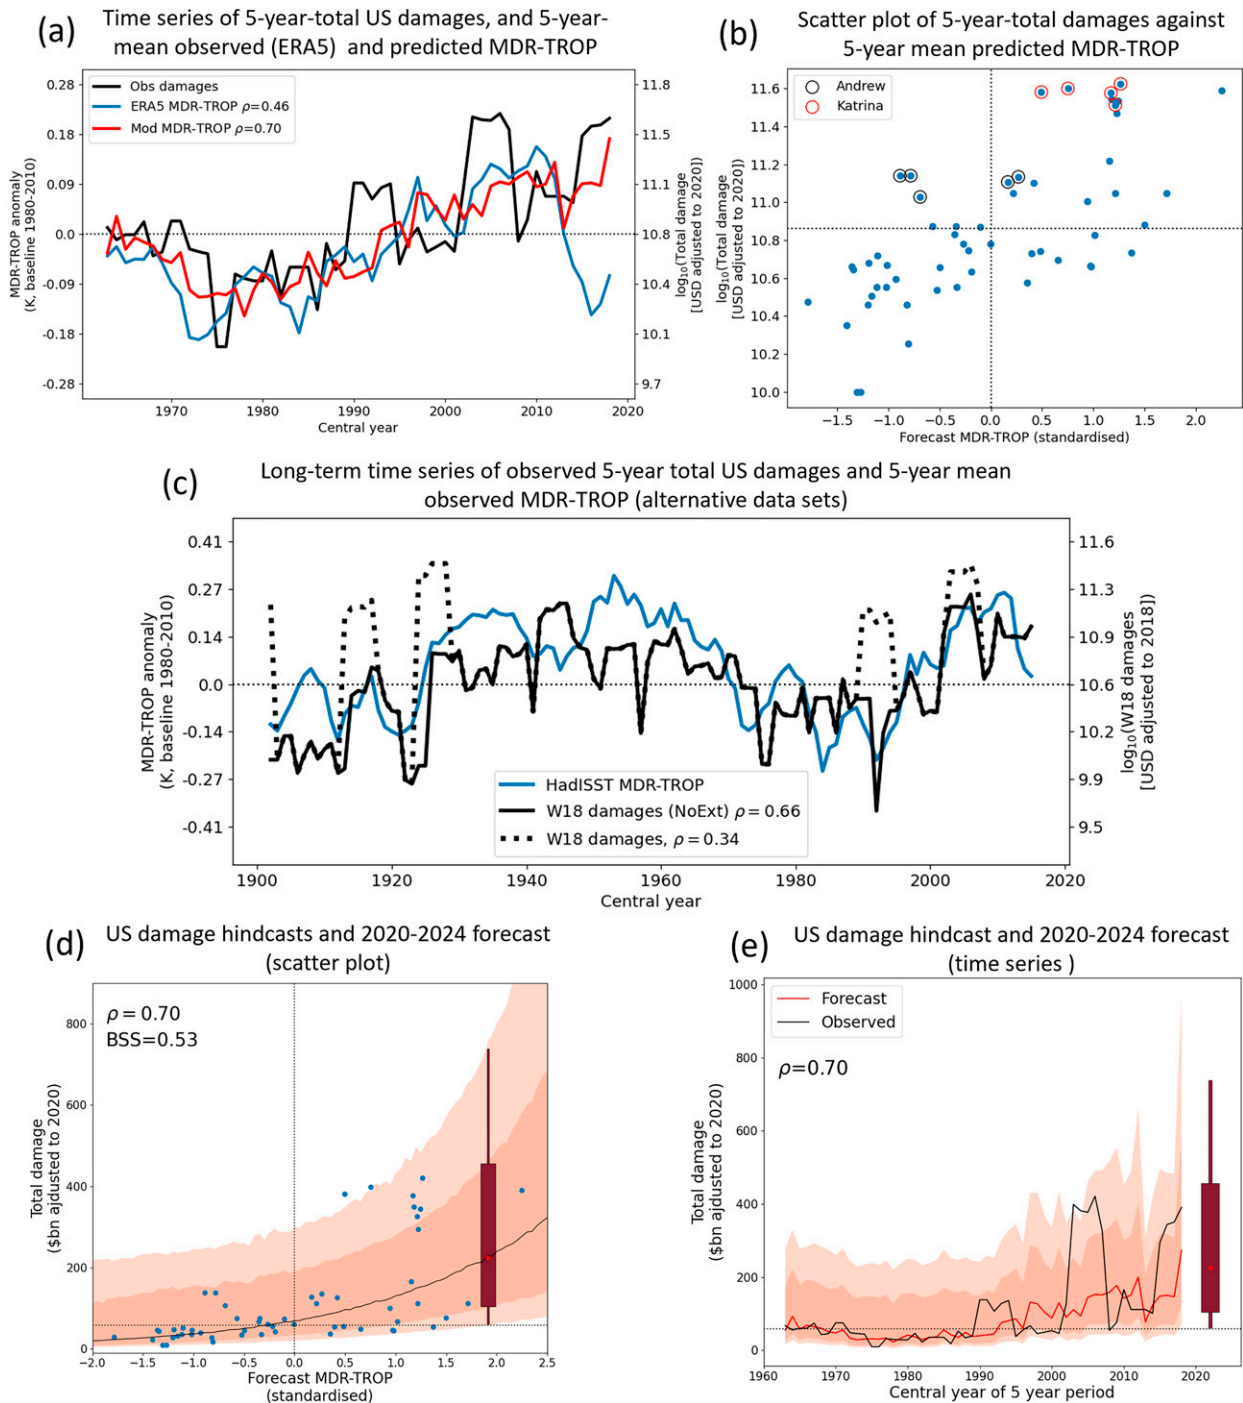 (a)
Time series of 5-year-total US damages, and 5-year-
mean observed (ERA5) and predicted MDR-TROP
Obs damages
ERA5 MDR-TROP ρ=0.46
Mod MDR-TROP ρ=0.70
0.28
0.18
0.09
0.0
-0.09
-0.18
-0.28
MDR-TROP anomaly
(K, baseline 1980-2010)
11.8
11.5
11.1
10.8
10.4
10.1
9.7
log10(Total damage
[USD adjusted to 2020])
1970 1980 1990 2000 2010 2020
Central year
(b)
Scatter plot of 5-year-total damages against
5-year mean predicted MDR-TROP
Andrew
Katrina
11.6
11.4
11.2
11.0
10.8
10.6
10.4
10.2
10.0
log10(Total damage
[USD adjusted to 2020])
-1.5 -1.0 -0.5 0.0 0.5 1.0 1.5 2.0
Forecast MDR-TROP (standardised)
(c)
Long-term time series of observed 5-year total US damages and 5-year mean
observed MDR-TROP (alternative data sets)
0.41
0.27
0.14
0.0
-0.14
-0.27
-0.41
MDR-TROP anomaly
(K, baseline 1980-2010)
HadISST MDR-TROP
W18 damages (NoExt) ρ = 0.66
W18 damages, ρ = 0.34
11.6
11.3
10.9
10.6
10.2
9.9
9.5
log10(W18 damages
[USD adjusted to 2018])
1900 1920 1940 1960 1980 2000 2020
Central year
(d)
US damage hindcasts and 2020-2024 forecast
(scatter plot)
ρ = 0.70
BSS=0.53
800
600
400
200
0
Total damage
($bn ajdusted to 2020)
-2.0 -1.5 -1.0 -0.5 0.0 0.5 1.0 1.5 2.0 2.5
Forecast MDR-TROP
(standardised)
(e)
US damage hindcast and 2020-2024 forecast
(time series )
Forecast
Observed
ρ=0.70
1000
800
600
400
200
0
Total damage
($bn ajdusted to 2020)
1960 1970 1980 1990 2000 2010 2020
Central year of 5 year period